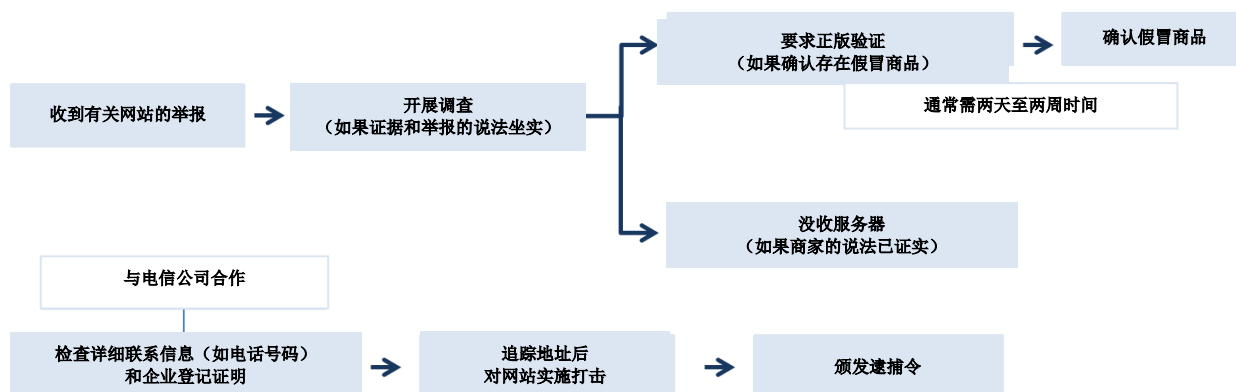 收到有关网站的举报
开展调查
（如果证据和举报的说法坐实）
要求正版验证
（如果确认存在假冒商品）
确认假冒商品
通常需两天至两周时间
没收服务器
（如果商家的说法已证实）
与电信公司合作
检查详细联系信息（如电话号码）
和企业登记证明
追踪地址后
对网站实施打击
颁发逮捕令